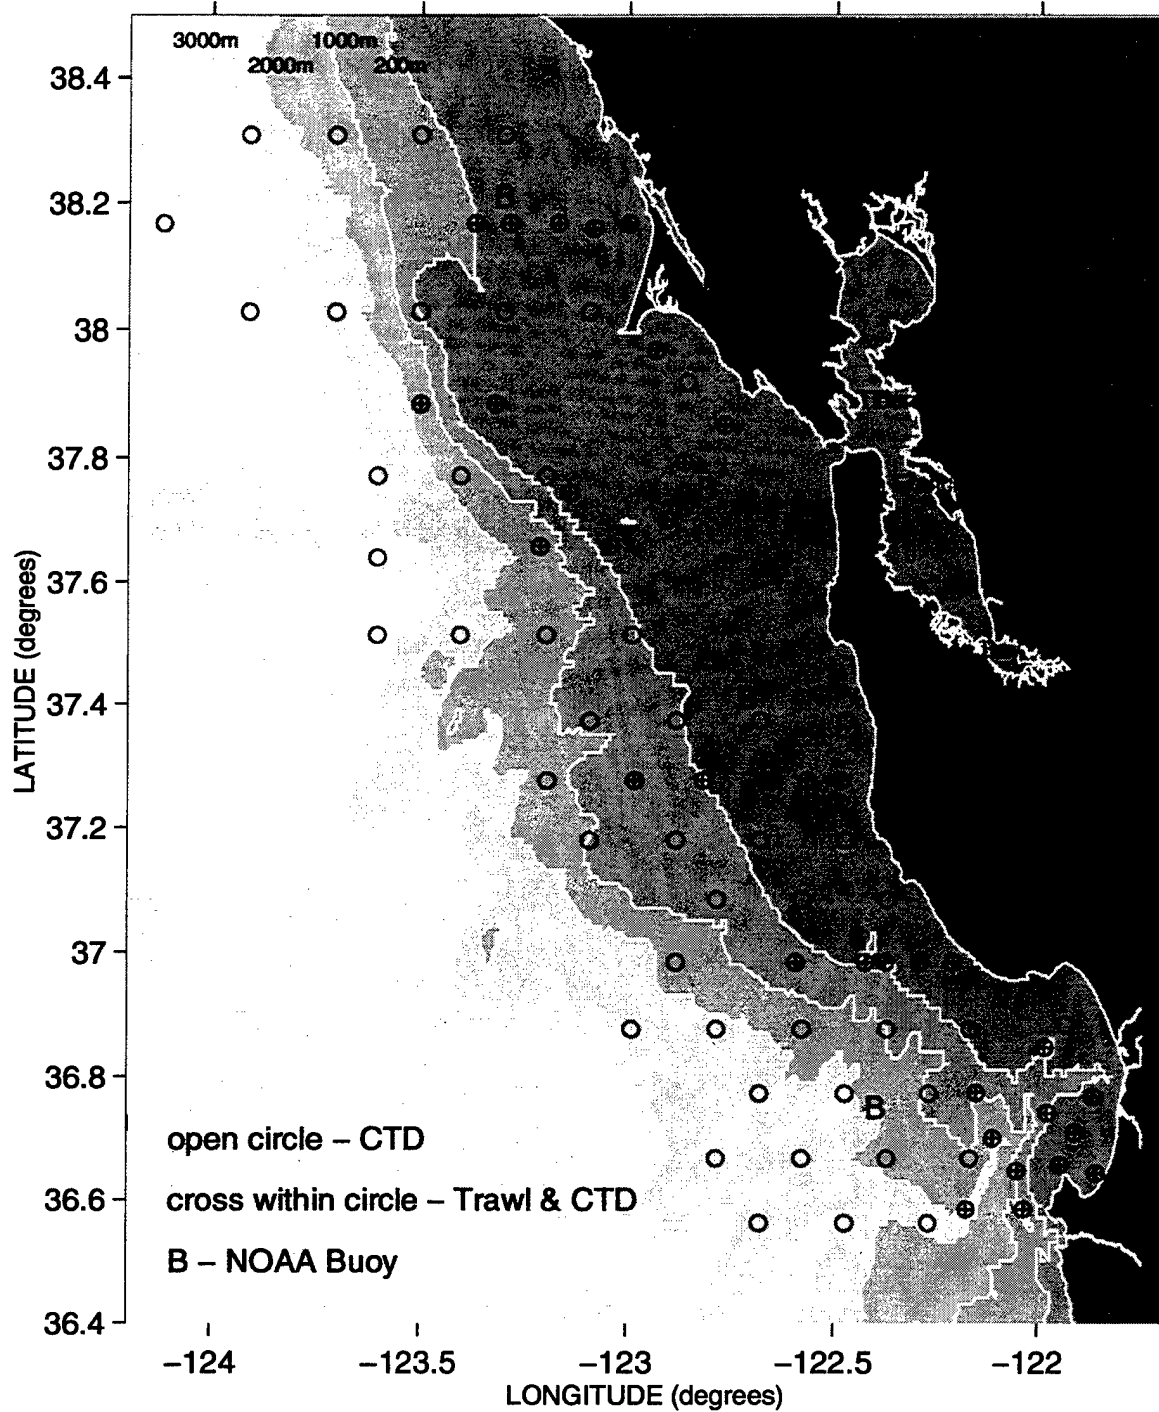 3000m 1000m
2000m 200m
38.4
38.2
B
38
37.8
37.6
37.4
37.2
37
36.8
B
36.6
36.4
LATITUDE (degrees)
open circle – CTD
cross within circle – Trawl & CTD
B – NOAA Buoy
−124 −123.5 −123 −122.5 −122
LONGITUDE (degrees)